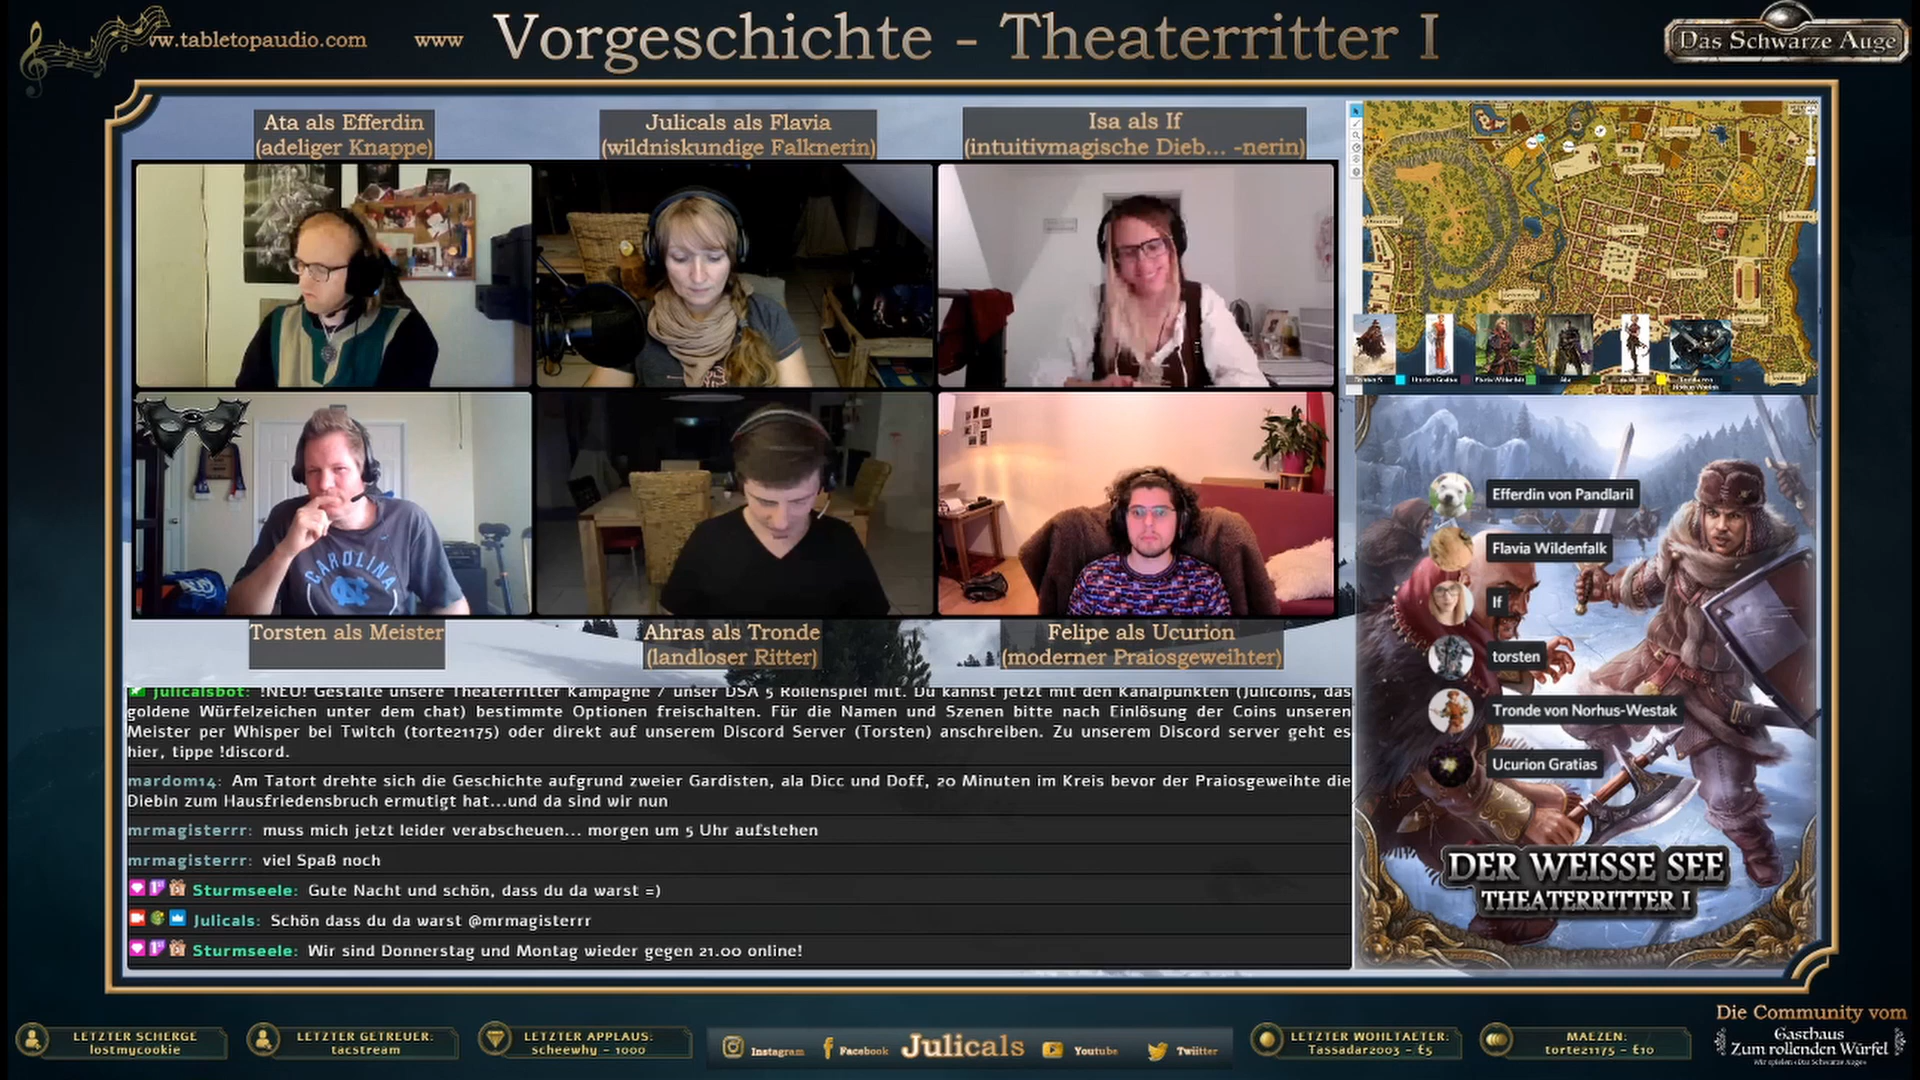 www.tabletopaudio.com
www
Vorgeschichte - Theaterritter I
Das Schwarze Auge
Ata als Efferdin
(adeliger Knappe)
Julicals als Flavia
(wildniskundige Falknerin)
Isa als If
(intuitivmagische Dieb... -nerin)
CAROLINA
Torsten als Meister
Ahras als Tronde
(landloser Ritter)
Felipe als Ucurion
(moderner Praiosgeweihter)
Efferdin von Pandlaril
Flavia Wildenfalk
If
torsten
Tronde von Norhus-Westak
Ucurion Gratias
DER WEISSE SEE
THEATERRITTER I
julicalsbot: !NEU! Gestalte unsere Theaterritter Kampagne / unser DSA 5 Rollenspiel mit. Du kannst jetzt mit den Kanalpunkten (Julicoins, das
goldene Würfelzeichen unter dem chat) bestimmte Optionen freischalten. Für die Namen und Szenen bitte nach Einlösung der Coins unseren
Meister per Whisper bei Twitch (torte21175) oder direkt auf unserem Discord Server (Torsten) anschreiben. Zu unserem Discord server geht es
hier, tippe !discord.
mardom14: Am Tatort drehte sich die Geschichte aufgrund zweier Gardisten, ala Dicc und Doff, 20 Minuten im Kreis bevor der Praiosgeweihte die
Diebin zum Hausfriedensbruch ermutigt hat...und da sind wir nun
mrmagisterrr: muss mich jetzt leider verabscheuen... morgen um 5 Uhr aufstehen
mrmagisterrr: viel Spaß noch
Sturmseele: Gute Nacht und schön, dass du da warst =)
Julicals: Schön dass du da warst @mrmagisterrr
Sturmseele: Wir sind Donnerstag und Montag wieder gegen 21.00 online!
LETZTER SCHERGE
lostmycookie
LETZTER GETREUER:
tacstream
LETZTER APPLAUS:
scheewhy - 1000
Instagram
Facebook
Julicals
Youtube
Twiitter
LETZTER WOHLTAETER:
Tassadar2003 - £5
MAEZEN:
torte21175 - £10
Die Community vom
Gasthaus
Zum rollenden Würfel
Wir spielen «Das Schwarze Auge»